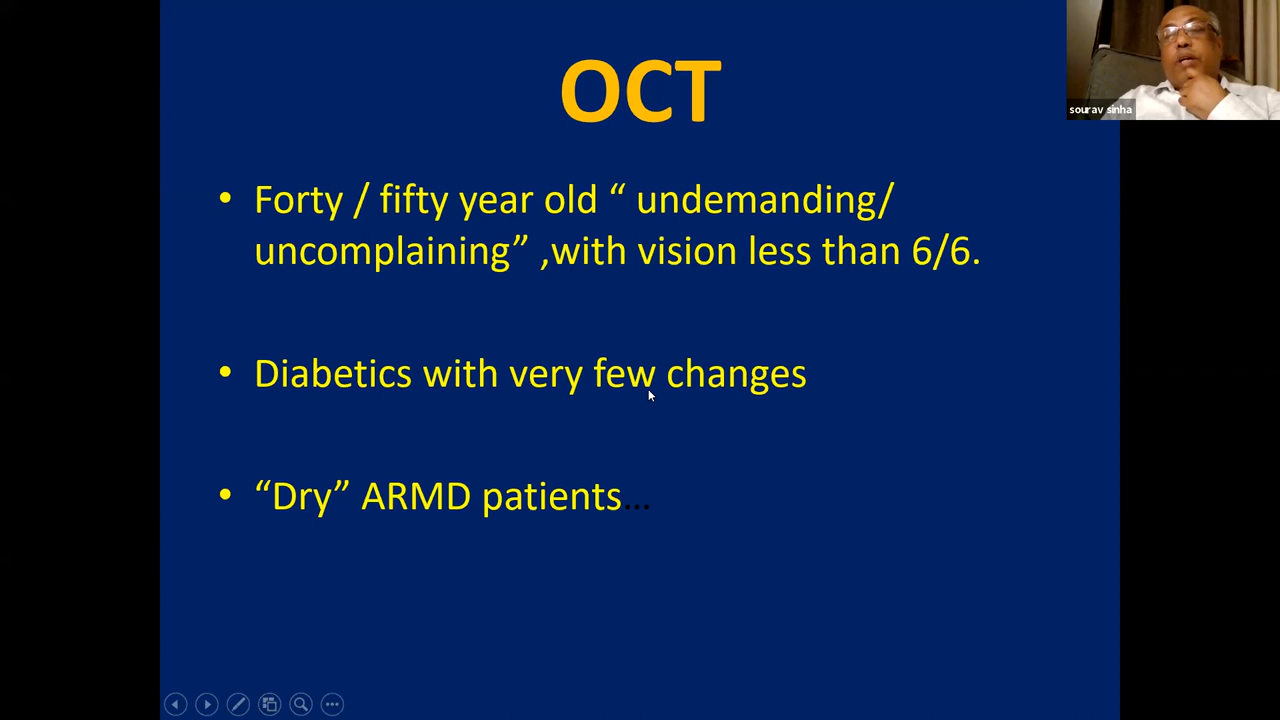 OCT
sourav sinha
• Forty / fifty year old “ undemanding/
uncomplaining” ,with vision less than 6/6.
• Diabetics with very few changes
• “Dry” ARMD patients...